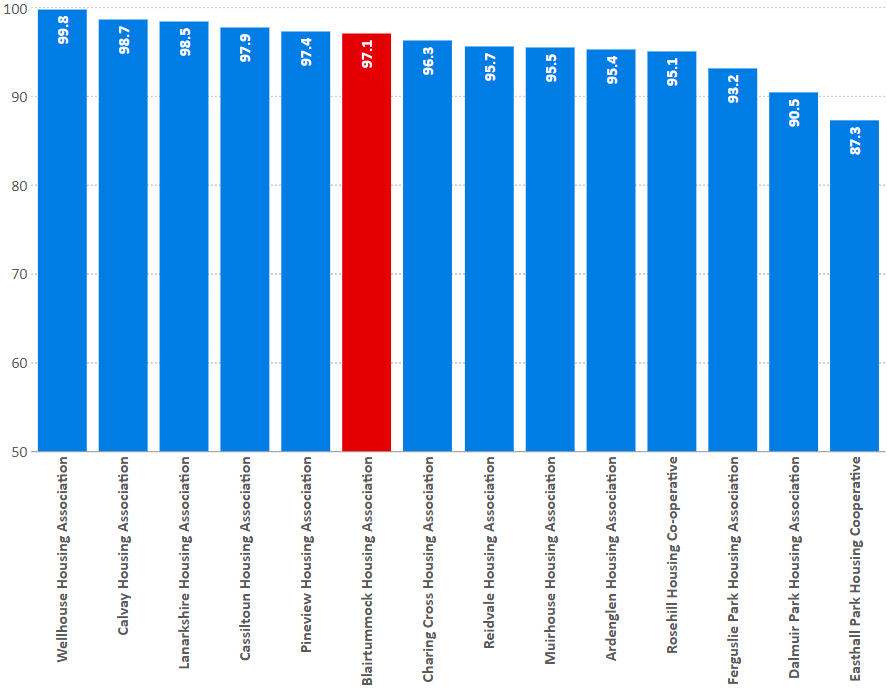 100
90
80
70
60
50
99.8
98.7
98.5
97.9
97.4
97.1
96.3
95.7
95.5
95.4
95.1
93.2
90.5
87.3
Wellhouse Housing Association
Calvay Housing Association
Lanarkshire Housing Association
Cassiltoun Housing Association
Pineview Housing Association
Blairtummock Housing Association
Charing Cross Housing Association
Reidvale Housing Association
Muirhouse Housing Association
Ardenglen Housing Association
Rosehill Housing Co-operative
Ferguslie Park Housing Association
Dalmuir Park Housing Association
Easthall Park Housing Cooperative